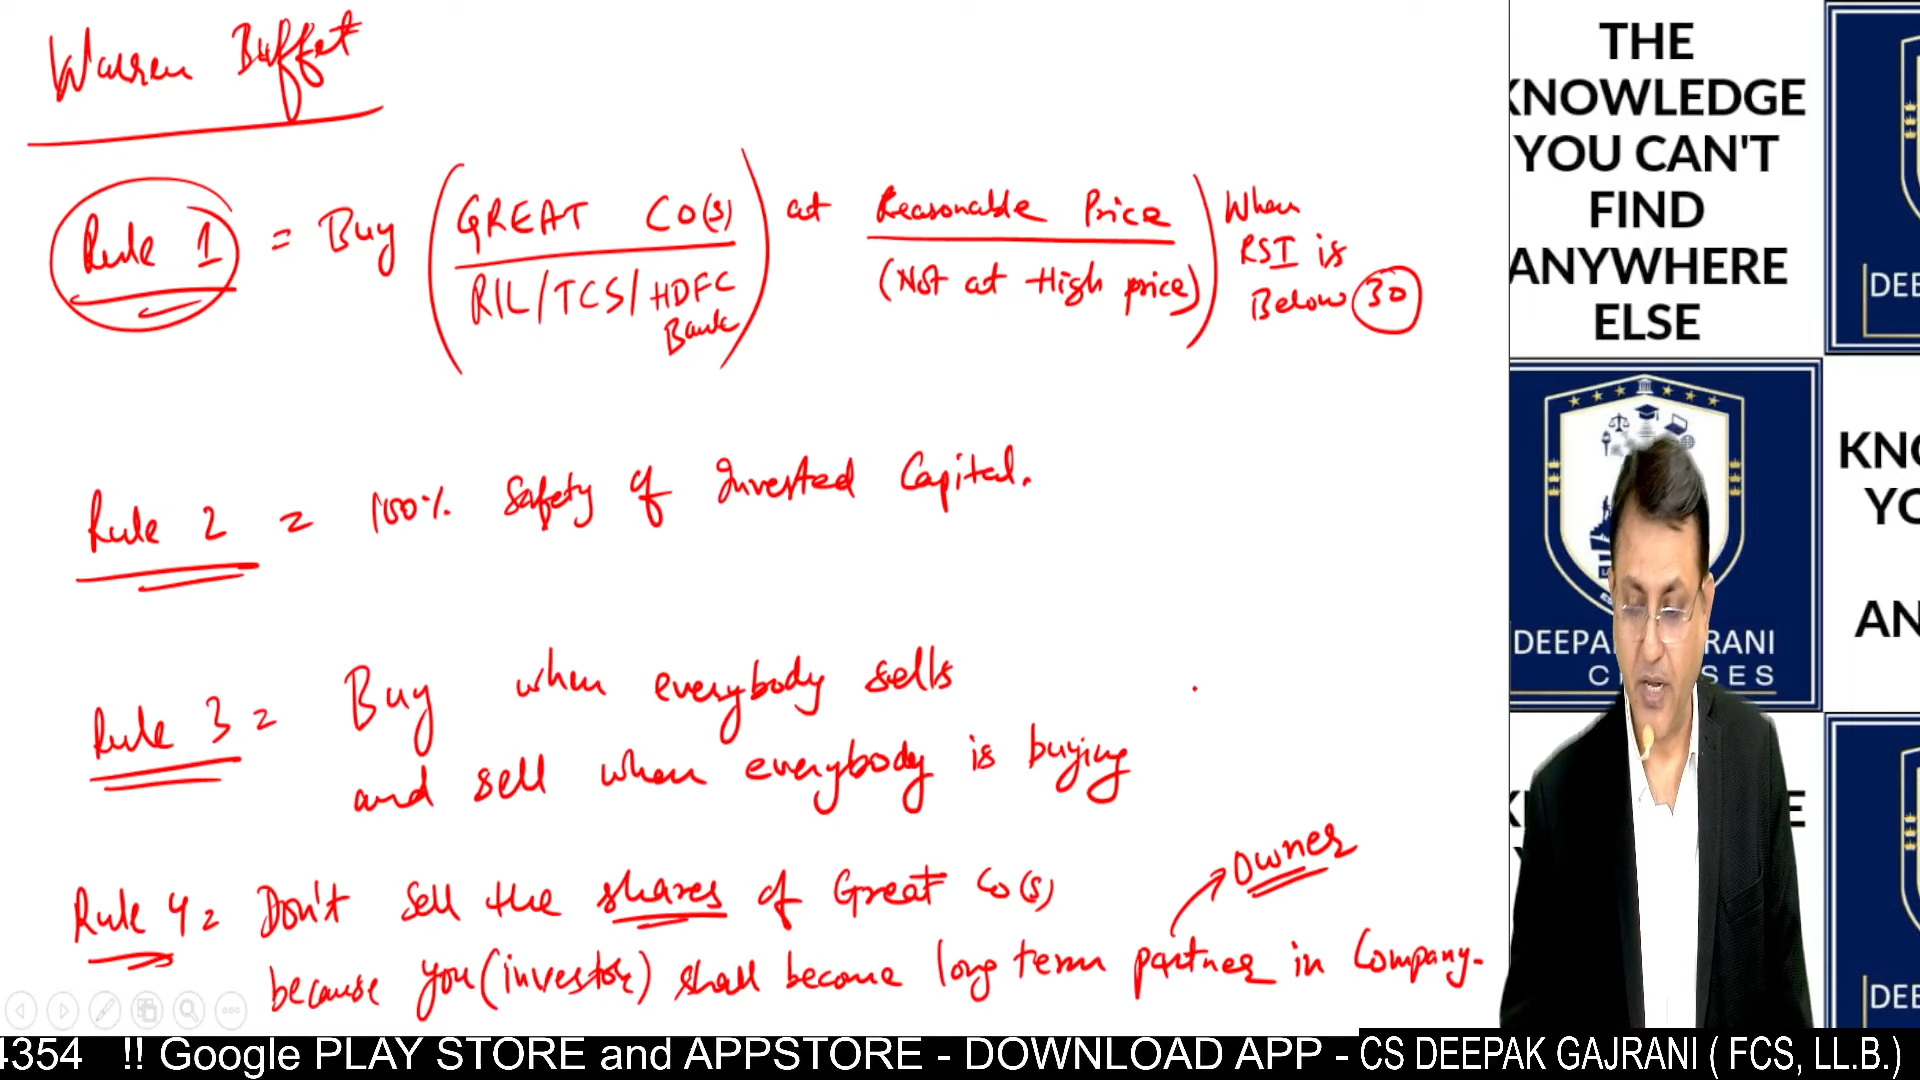 Warren Buffet
Rule 1 = Buy (GREAT Co(s) at Reasonable Price) When
RIL/TCS/HDFC Bank (Not at High price) RSI is
Below 30
Rule 2 = 100% Safety of Invested Capital.
Rule 3 = Buy when everybody sells
and sell when everybody is buying
Owner
Rule 4 = Don't sell the shares of Great Co(s)
because you (investor) shall become long term partner in Company.
THE
KNOWLEDGE
YOU CAN'T
FIND
ANYWHERE
ELSE
DEE
KNO
YO
AN
DEEPA RANI
C SES
DEE
4354 !! Google PLAY STORE and APPSTORE - DOWNLOAD APP - CS DEEPAK GAJRANI ( FCS, LL.B.)